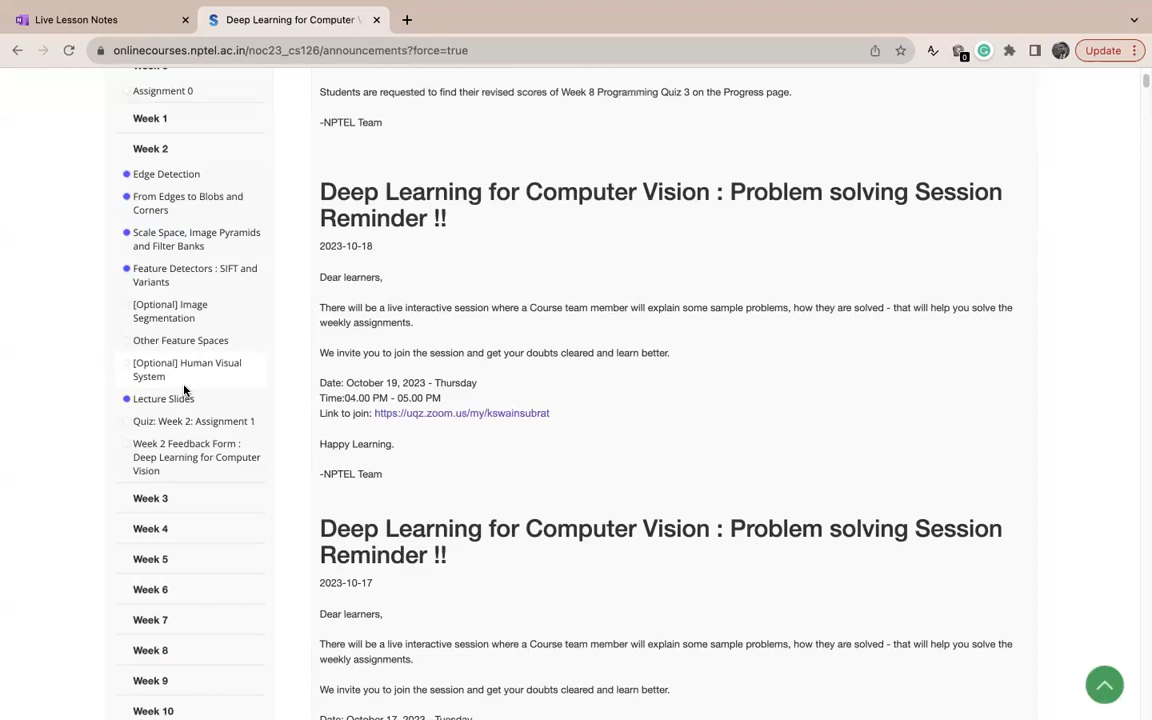 Live Lesson Notes
Deep Learning for Computer
onlinecourses.nptel.ac.in/noc23_cs126/announcements?force=true
0
Update
Assignment 0
Week 1
Week 2
Edge Detection
From Edges to Blobs and
Corners
Scale Space, Image Pyramids
and Filter Banks
Feature Detectors : SIFT and
Variants
[Optional] Image
Segmentation
Other Feature Spaces
[Optional] Human Visual
System
Lecture Slides
Quiz: Week 2: Assignment 1
Week 2 Feedback Form :
Deep Learning for Computer
Vision
Week 3
Week 4
Week 5
Week 6
Week 7
Week 8
Week 9
Week 10
Students are requested to find their revised scores of Week 8 Programming Quiz 3 on the Progress page.
-NPTEL Team
Deep Learning for Computer Vision : Problem solving Session
Reminder !!
2023-10-18
Dear learners,
There will be a live interactive session where a Course team member will explain some sample problems, how they are solved - that will help you solve the
weekly assignments.
We invite you to join the session and get your doubts cleared and learn better.
Date: October 19, 2023 - Thursday
Time:04.00 PM - 05.00 PM
Link to join: https://uqz.zoom.us/my/kswainsubrat
Happy Learning.
-NPTEL Team
Deep Learning for Computer Vision : Problem solving Session
Reminder !!
2023-10-17
Dear learners,
There will be a live interactive session where a Course team member will explain some sample problems, how they are solved - that will help you solve the
weekly assignments.
We invite you to join the session and get your doubts cleared and learn better.
Date: October 17, 2023 - Tuesday